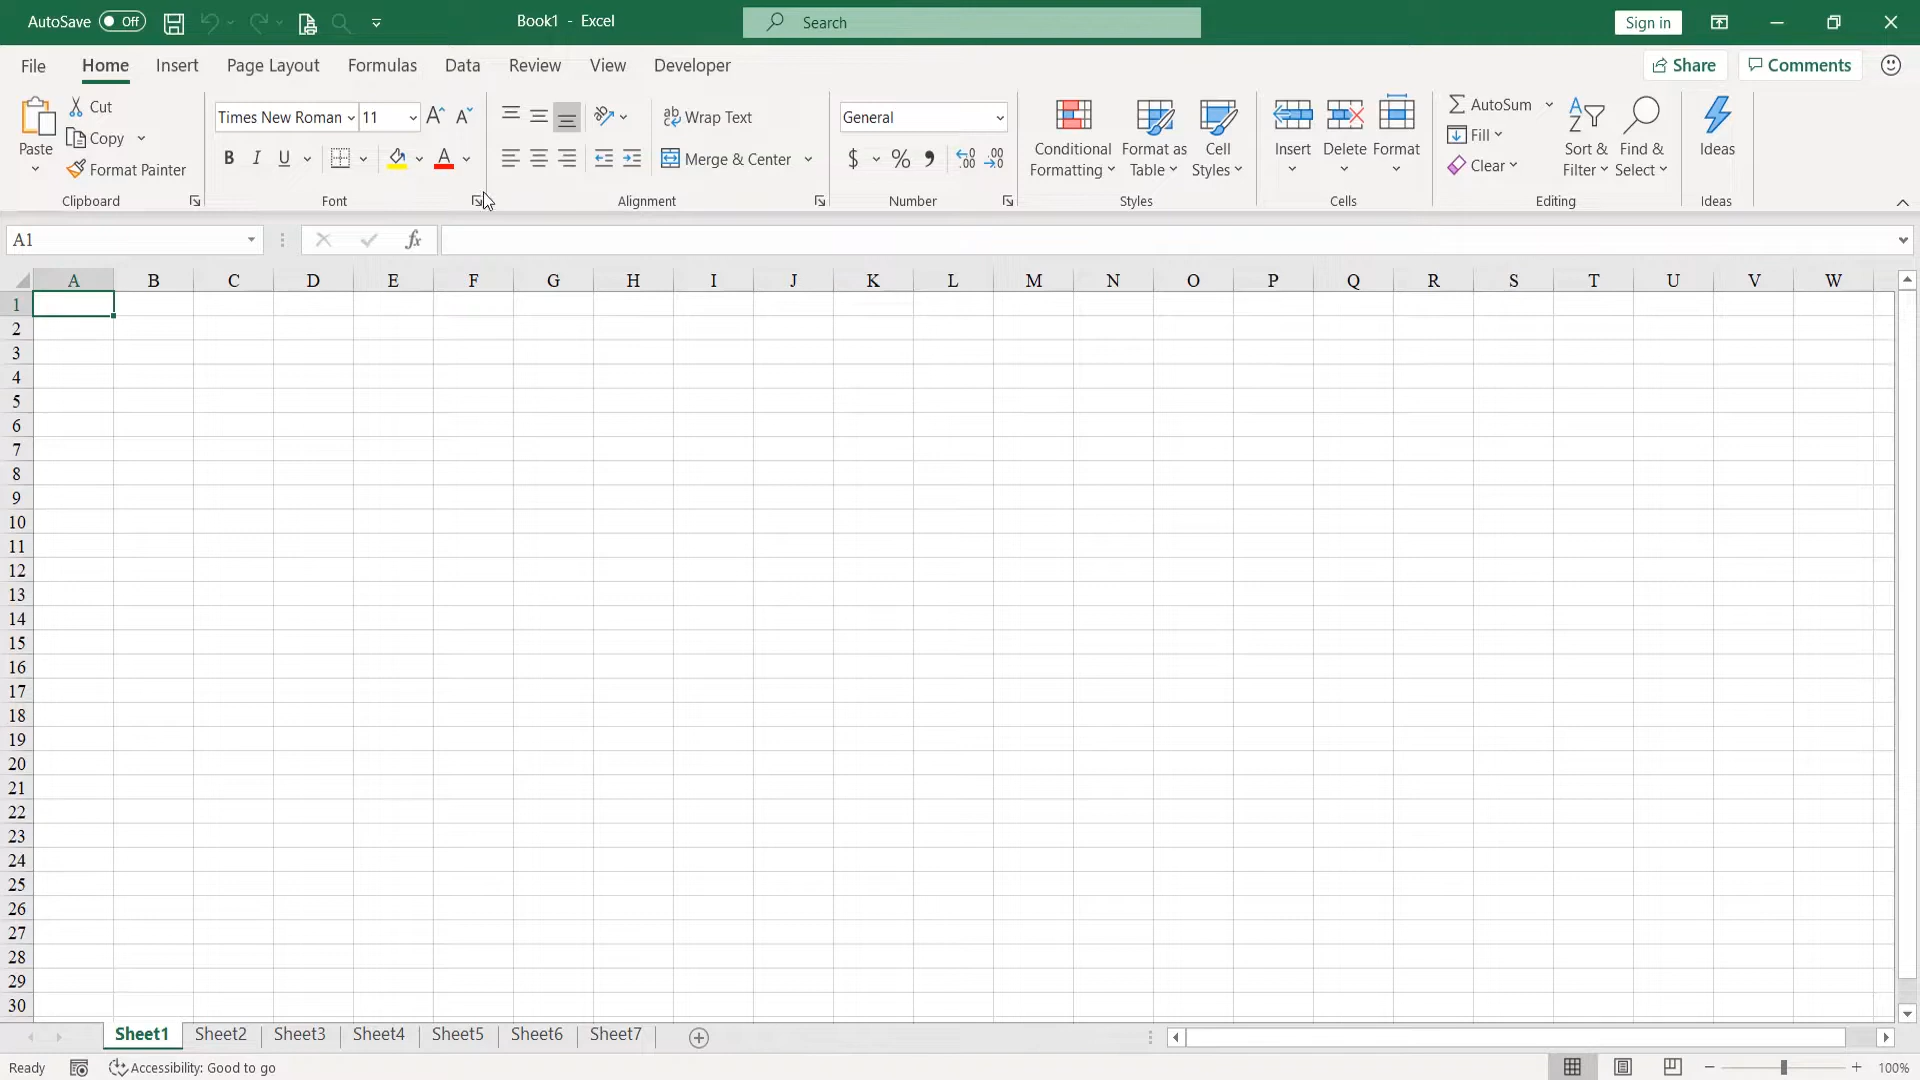 AutoSave Off Book1 - Excel Search Sign in
File Home Insert Page Layout Formulas Data Review View Developer Share Comments
Paste
Cut
Copy
Format Painter
Clipboard
Times New Roman 11
B I U A
Font
ab Wrap Text
Merge & Center
Alignment
General
$ % , .00 .0
Number
Conditional Formatting
Format as Table
Cell Styles
Styles
Insert Delete Format
Cells
AutoSum
Fill
Clear
Sort & Filter
Find & Select
Editing
Ideas
Ideas
A1 fx
A B C D E F G H I J K L M N O P Q R S T U V W
1
2
3
4
5
6
7
8
9
10
11
12
13
14
15
16
17
18
19
20
21
22
23
24
25
26
27
28
29
30
Sheet1 Sheet2 Sheet3 Sheet4 Sheet5 Sheet6 Sheet7
Ready Accessibility: Good to go 100%